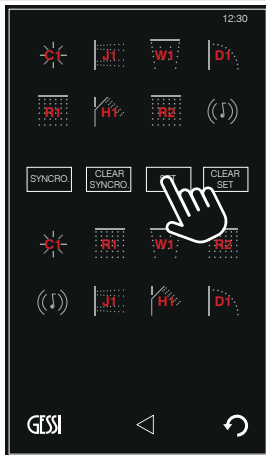 12:30
C1 J1 W1 D1
R1 H1 R2
SYNCRO. CLEAR SYNCRO. CLEAR SET
C1 R1 W1 R2
J1 H1 D1
GESSI